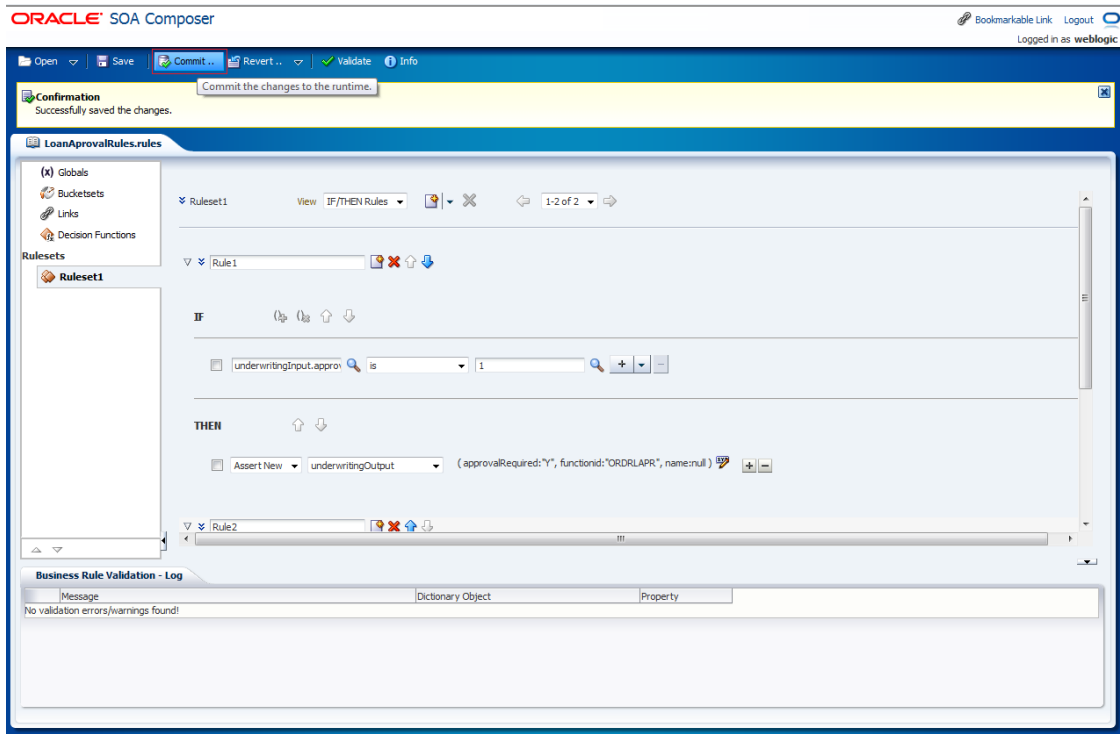 ORACLE SOA Composer
Bookmarkable Link Logout
Logged in as weblogic
Open Save Commit .. Revert .. Validate Info
Commit the changes to the runtime.
Confirmation
Successfully saved the changes.
LoanAprovalRules.rules
(x) Globals
Bucketsets
Links
Decision Functions
Rulesets
Ruleset1
Ruleset1 View IF/THEN Rules 1-2 of 2
Rule1
IF
underwritingInput.approv is 1
THEN
Assert New underwritingOutput ( approvalRequired:"Y", functionid:"ORDRLAPR", name:null )
Rule2
Business Rule Validation - Log
Message Dictionary Object Property
No validation errors/warnings found!